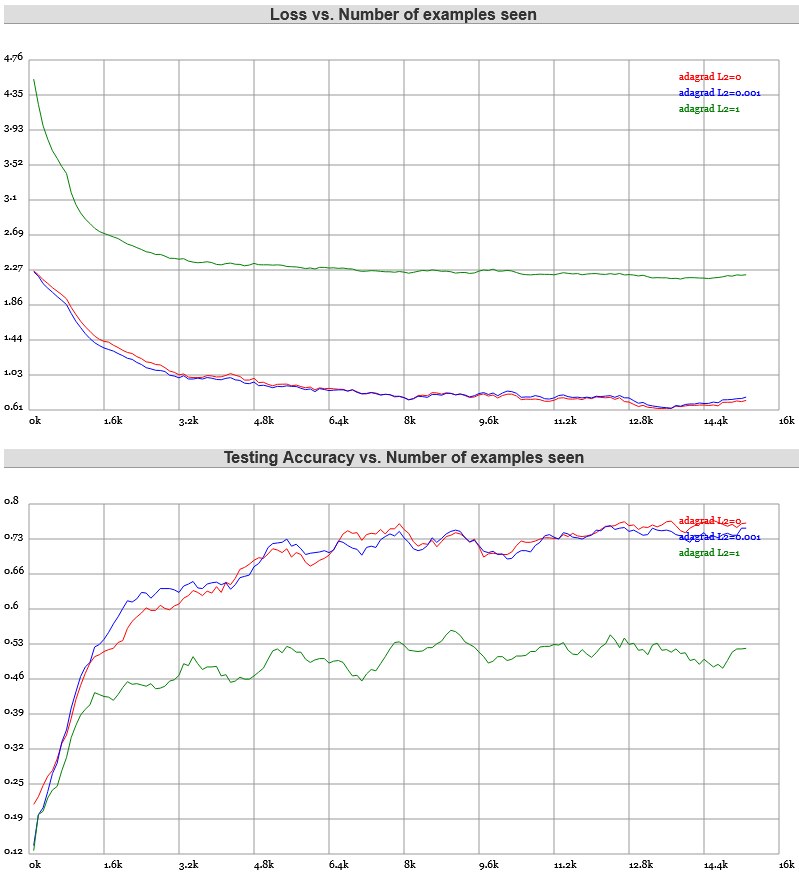 Loss vs. Number of examples seen
4.76
adagrad L2=0
4.35
adagrad L2=0.001
adagrad L2=1
3.93
3.52
3.1
2.69
2.27
1.86
1.44
1.03
0.61
0k 1.6k 3.2k 4.8k 6.4k 8k 9.6k 11.2k 12.8k 14.4k 16k
Testing Accuracy vs. Number of examples seen
0.8
adagrad L2=0
0.73
adagrad L2=0.001
adagrad L2=1
0.66
0.6
0.53
0.46
0.39
0.32
0.25
0.19
0.12
0k 1.6k 3.2k 4.8k 6.4k 8k 9.6k 11.2k 12.8k 14.4k 16k